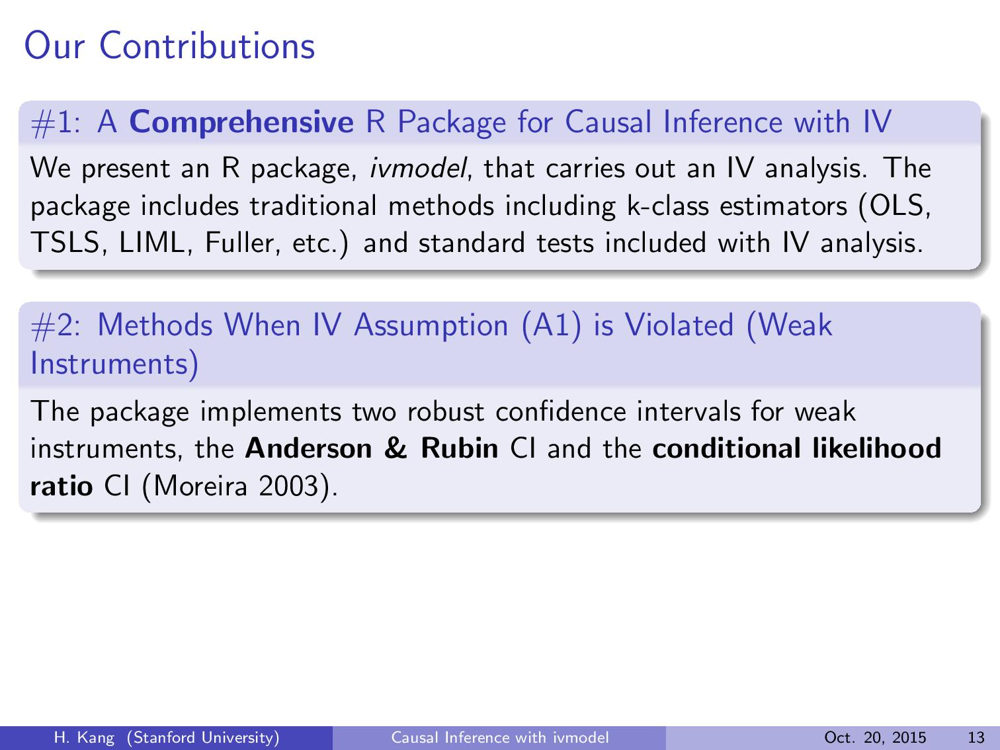 Our Contributions
#1: A Comprehensive R Package for Causal Inference with IV
We present an R package, ivmodel, that carries out an IV analysis. The
package includes traditional methods including k-class estimators (OLS,
TSLS, LIML, Fuller, etc.) and standard tests included with IV analysis.
#2: Methods When IV Assumption (A1) is Violated (Weak
Instruments)
The package implements two robust confidence intervals for weak
instruments, the Anderson & Rubin CI and the conditional likelihood
ratio CI (Moreira 2003).
H. Kang (Stanford University) Causal Inference with ivmodel Oct. 20, 2015 13